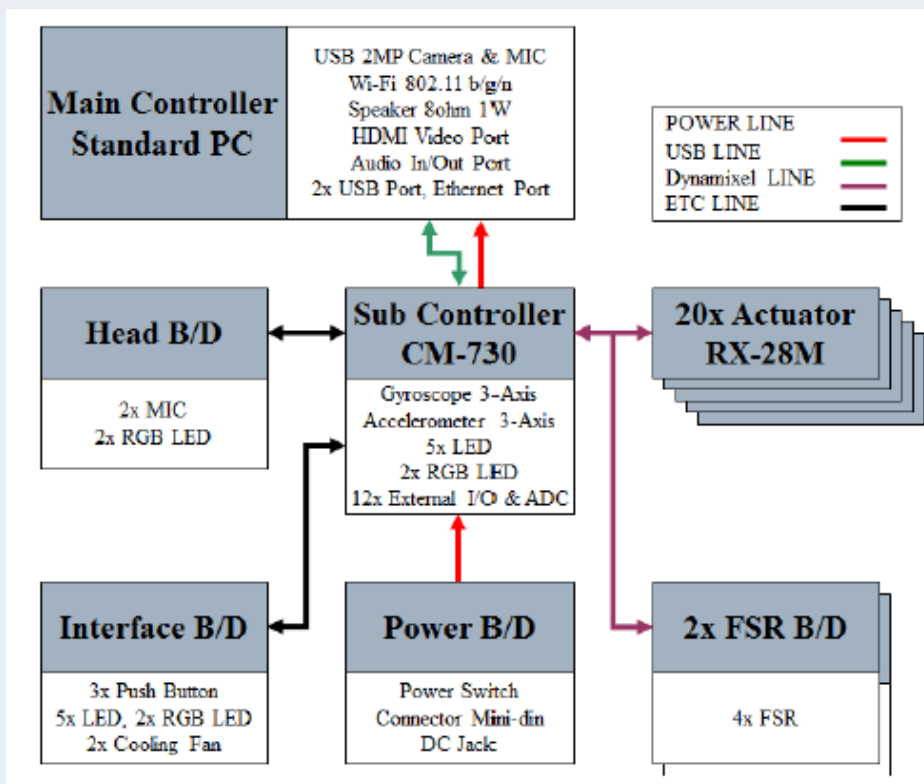 Main Controller
Standard PC
USB 2MP Camera & MIC
Wi-Fi 802.11 b/g/n
Speaker 8ohm 1W
HDMI Video Port
Audio In/Out Port
2x USB Port, Ethernet Port
POWER LINE
USB LINE
Dynamixel LINE
ETC LINE
Head B/D
2x MIC
2x RGB LED
Sub Controller
CM-730
Gyroscope 3-Axis
Accelerometer 3-Axis
5x LED
2x RGB LED
12x External I/O & ADC
20x Actuator
RX-28M
Interface B/D
3x Push Button
5x LED, 2x RGB LED
2x Cooling Fan
Power B/D
Power Switch
Connector Mini-din
DC Jack
2x FSR B/D
4x FSR